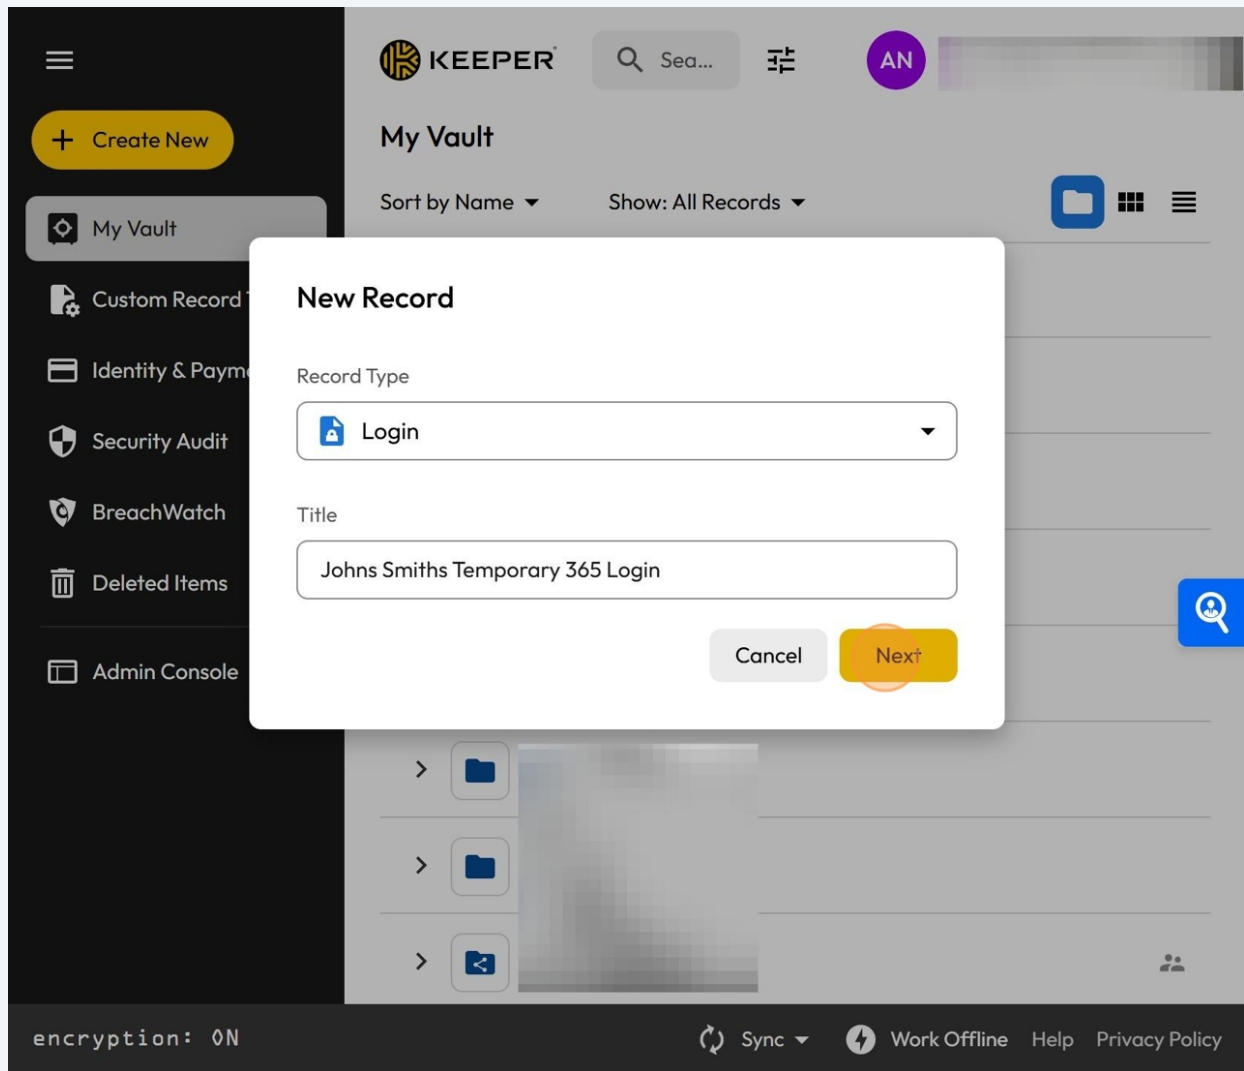 KEEPER
Sea...
AN
Create New
My Vault
Sort by Name
Show: All Records
My Vault
Custom Record
Identity & Paym
Security Audit
BreachWatch
Deleted Items
Admin Console
New Record
Record Type
Login
Title
Johns Smiths Temporary 365 Login
Cancel
Next
encryption: ON
Sync
Work Offline
Help
Privacy Policy